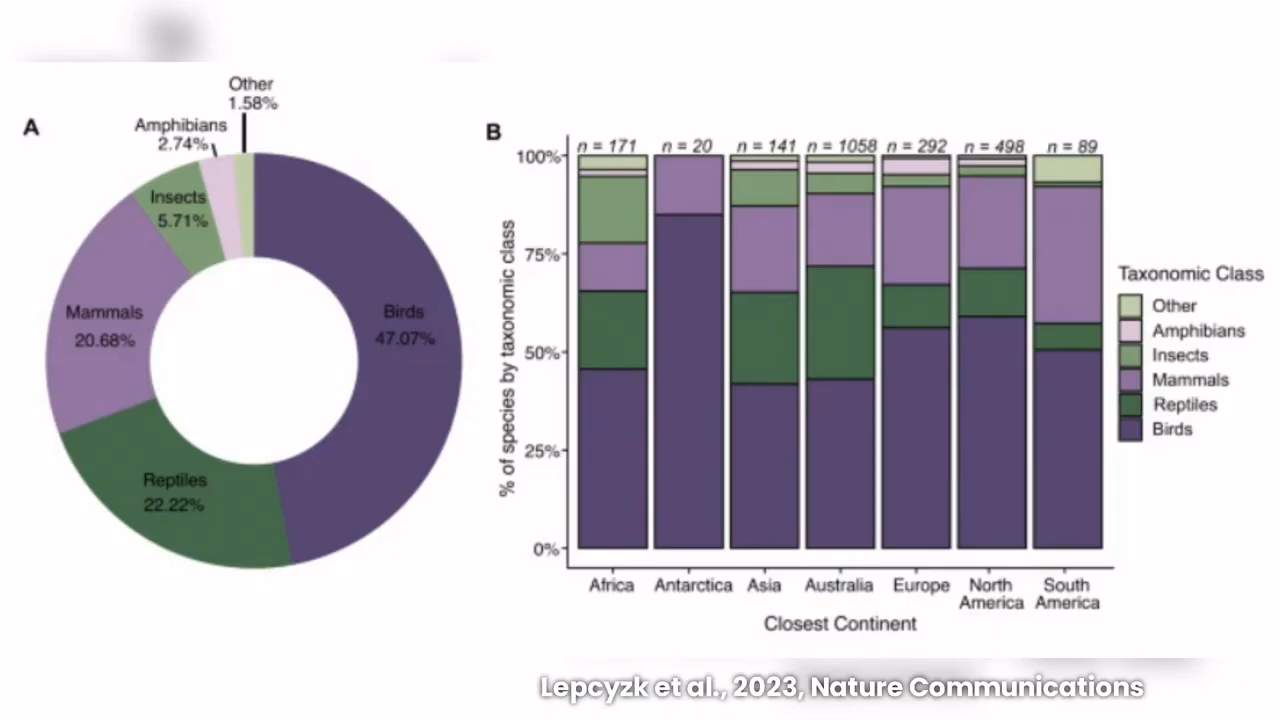 A
Other
1.58%
Amphibians
2.74%
Insects
5.71%
Mammals
20.68%
Birds
47.07%
Reptiles
22.22%
B
n = 171 n = 20 n = 141 n = 1058 n = 292 n = 498 n = 89
% of species by taxonomic class
100%
75%
50%
25%
0%
Africa Antarctica Asia Australia Europe North America South America
Closest Continent
Taxonomic Class
Other
Amphibians
Insects
Mammals
Reptiles
Birds
Lepcyzk et al., 2023, Nature Communications